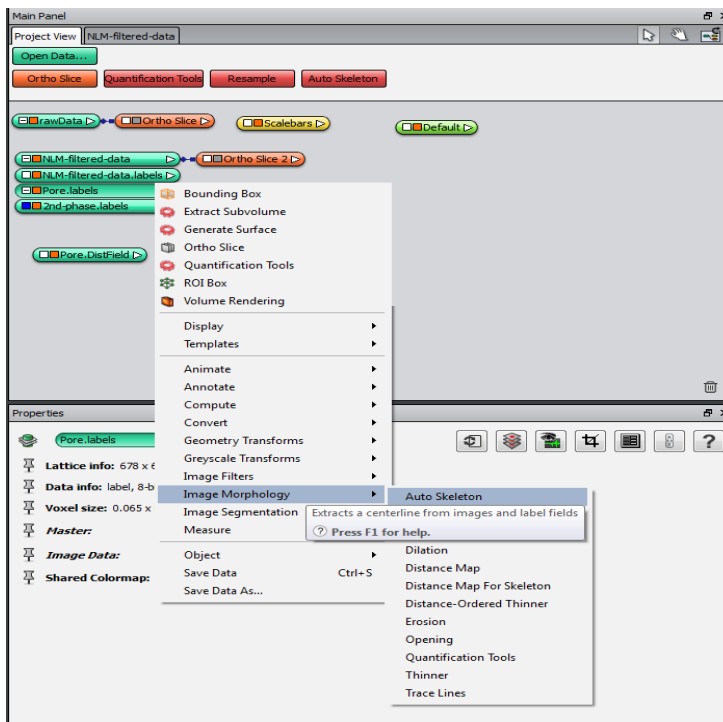 Main Panel
Project View NLM-filtered-data
Open Data...
Ortho Slice Quantification Tools Resample Auto Skeleton
rawData Ortho Slice Scalebars Default
NLM-filtered-data Ortho Slice 2
NLM-filtered-data.labels
Pore.labels
2nd-phase.labels
Pore.DistField
Bounding Box
Extract Subvolume
Generate Surface
Ortho Slice
Quantification Tools
ROI Box
Volume Rendering
Display
Templates
Animate
Annotate
Compute
Convert
Geometry Transforms
Greyscale Transforms
Image Filters
Image Morphology
Image Segmentation
Measure
Object
Save Data Ctrl+S
Save Data As...
Auto Skeleton
Extracts a centerline from images and label fields
? Press F1 for help.
Dilation
Distance Map
Distance Map For Skeleton
Distance-Ordered Thinner
Erosion
Opening
Quantification Tools
Thinner
Trace Lines
Properties
Pore.labels
?
Lattice info: 678 x
Data info: label, 8-b
Voxel size: 0.065 x
Master:
Image Data:
Shared Colormap: